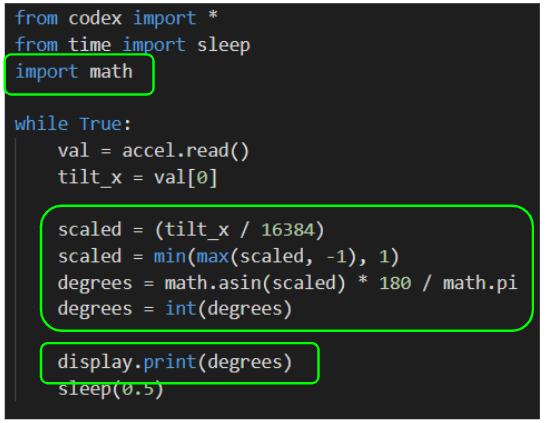 from codex import *
from time import sleep
import math
while True:
    val = accel.read()
    tilt_x = val[0]
    scaled = (tilt_x / 16384)
    scaled = min(max(scaled, -1), 1)
    degrees = math.asin(scaled) * 180 / math.pi
    degrees = int(degrees)
    display.print(degrees)
    sleep(0.5)